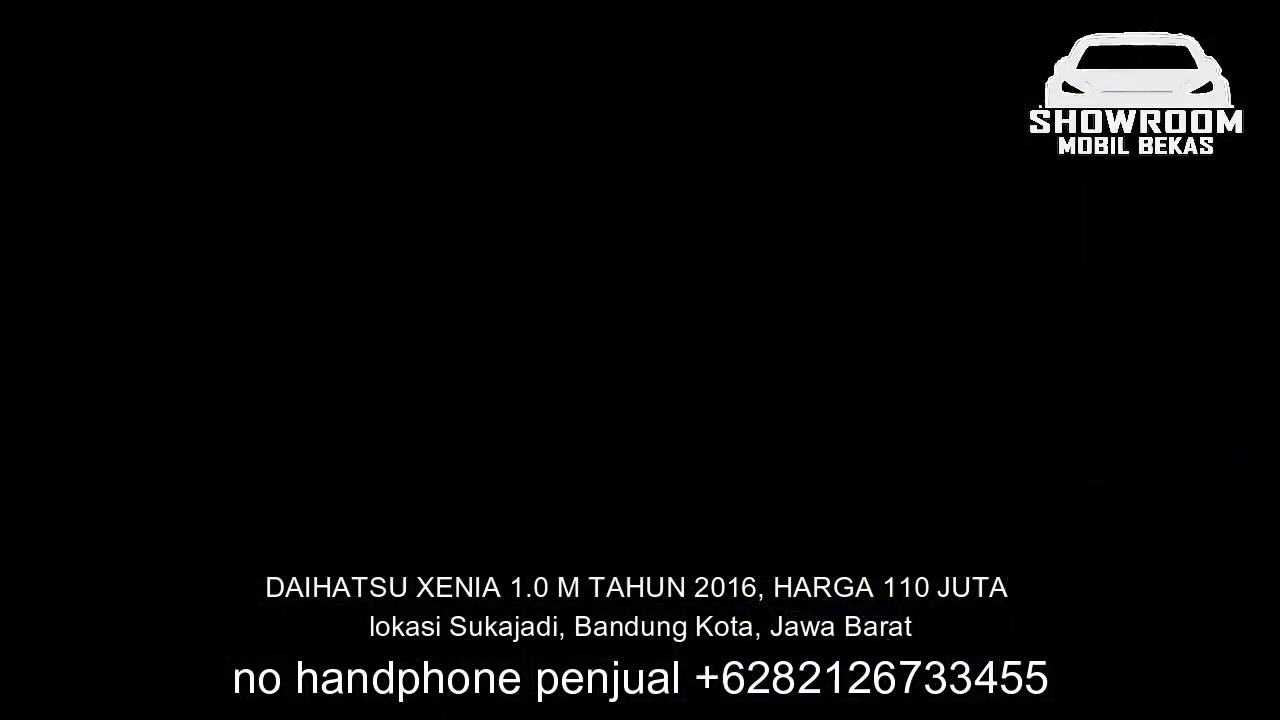 SHOWROOM
MOBIL BEKAS
DAIHATSU XENIA 1.0 M TAHUN 2016, HARGA 110 JUTA
lokasi Sukajadi, Bandung Kota, Jawa Barat
no handphone penjual +6282126733455